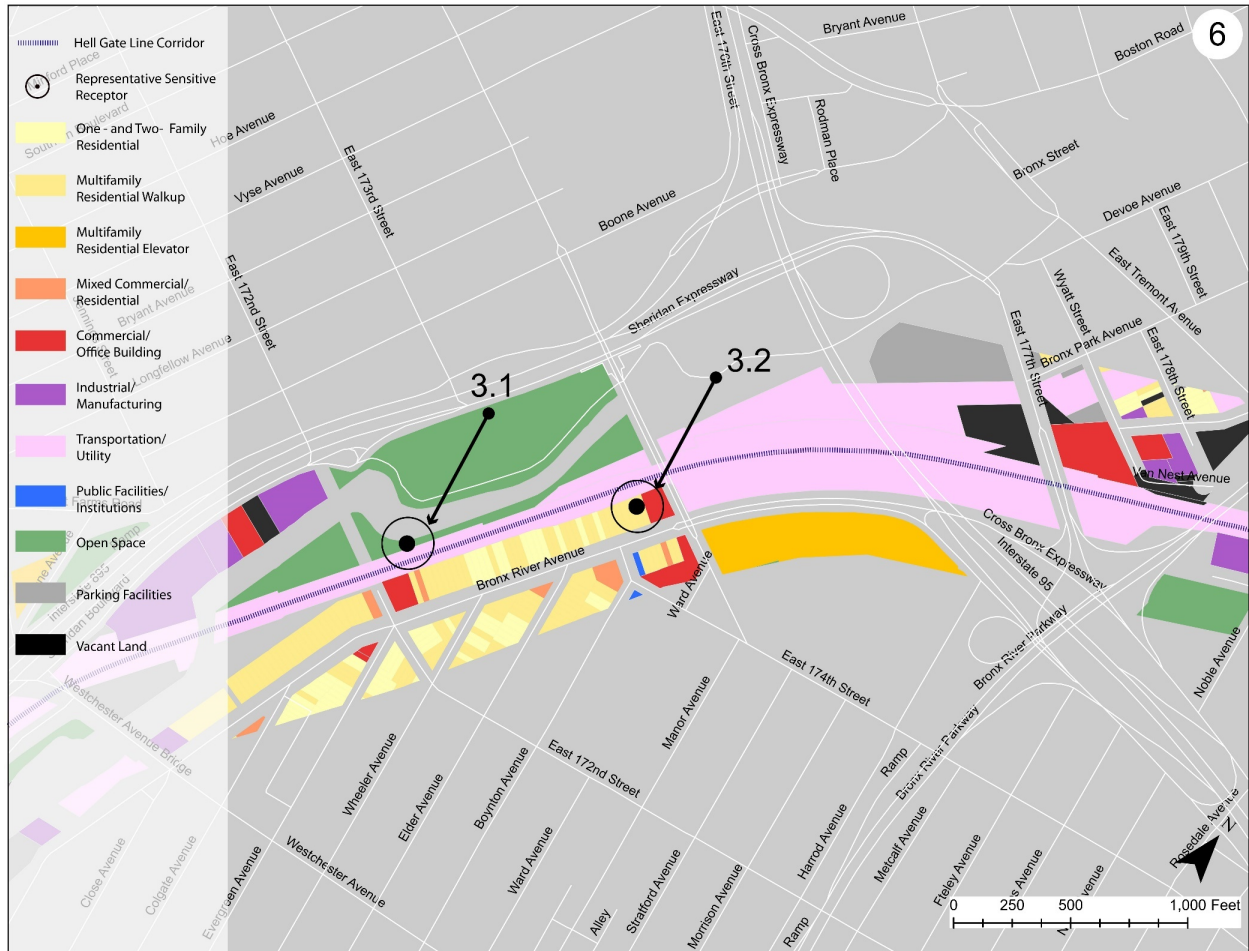 6
Hell Gate Line Corridor
Representative Sensitive
Receptor
One - and Two- Family
Residential
Multifamily
Residential Walkup
Multifamily
Residential Elevator
Mixed Commercial/
Residential
Commercial/
Office Building
Industrial/
Manufacturing
Transportation/
Utility
Public Facilities/
Institutions
Open Space
Parking Facilities
Vacant Land
Hoe Avenue
Vyse Avenue
East 173rd Street
East 172nd Street
Bryant Avenue
Longfellow Avenue
Boone Avenue
Sheridan Expressway
East 176th Street
Cross Bronx Expressway
Rodman Place
Bryant Avenue
Boston Road
Bronx Street
Devoe Avenue
East 179th Street
East Tremont Avenue
Wyatt Street
Bronx Park Avenue
East 177th Street
East 178th Street
Van Nest Avenue
3.1
3.2
Bronx River Avenue
Ward Avenue
Cross Bronx Expressway
Interstate 95
Bronx River Parkway
Noble Avenue
East 174th Street
Manor Avenue
Interstate 895
Westchester Avenue Bridge
Wheeler Avenue
Elder Avenue
Boynton Avenue
East 172nd Street
Ward Avenue
Westchester Avenue
Close Avenue
Colgate Avenue
Evergreen Avenue
Alley
Stratford Avenue
Morrison Avenue
Ramp
Harrod Avenue
Ramp
Bronx River Parkway
Metcalf Avenue
Fteley Avenue
Rosedale Avenue
N
0 250 500 1,000 Feet